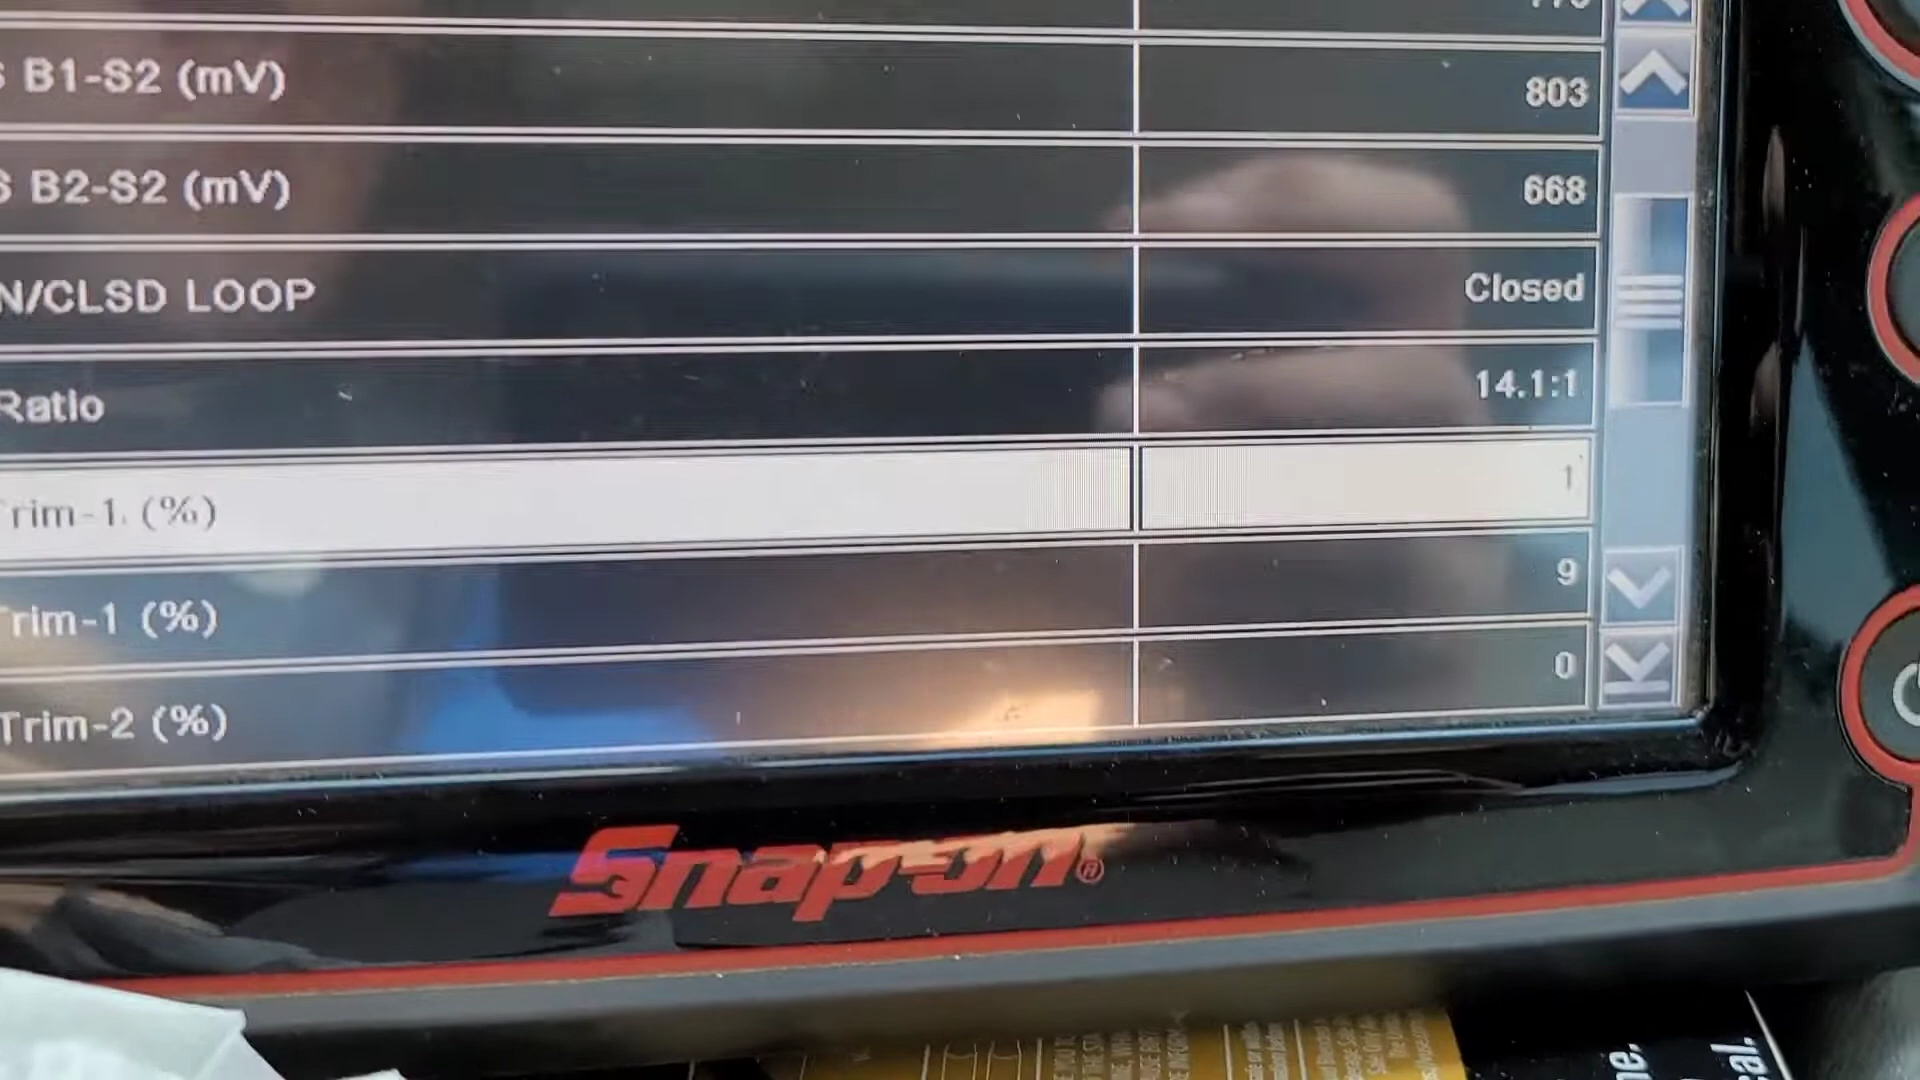 B1-S2 (mV) 803
B2-S2 (mV) 668
N/CLSD LOOP Closed
Ratio 14.1:1
rim-1 (%) 1
rim-1 (%) 9
Trim-2 (%) 0
Snap-on®